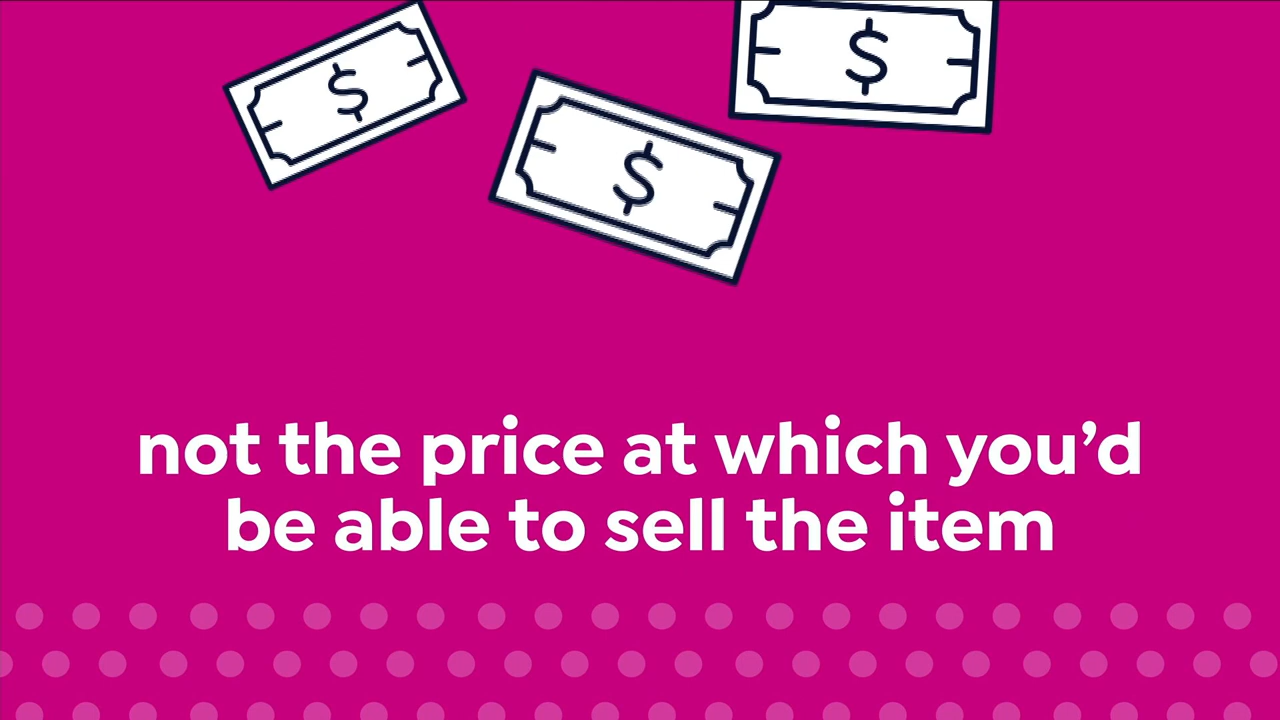 $
$
$
not the price at which you’d
be able to sell the item